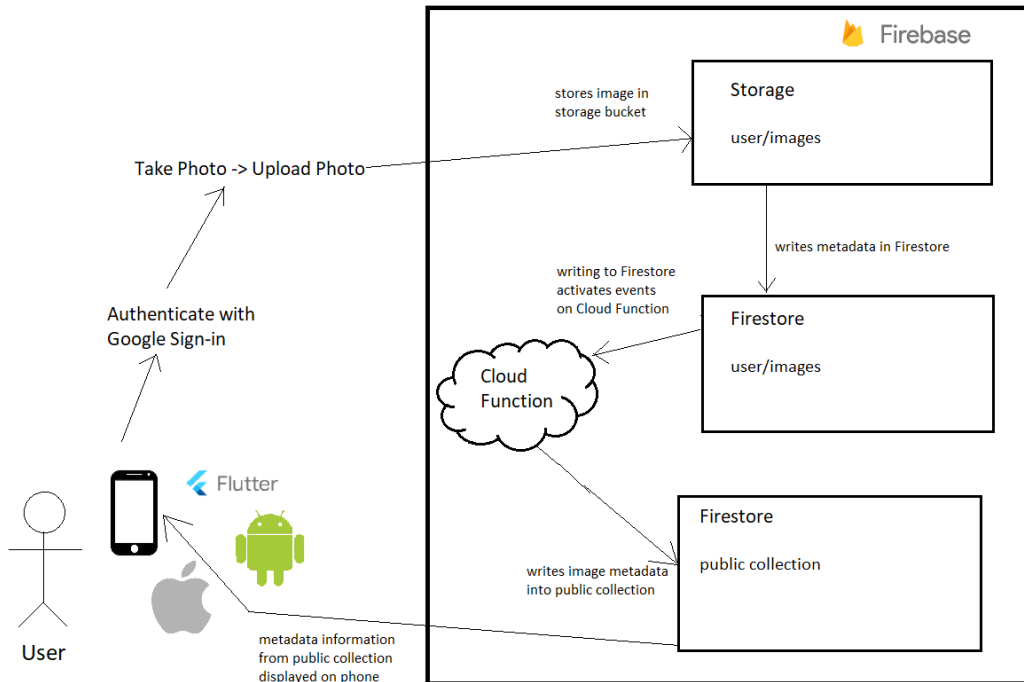 Firebase
Storage
user/images
stores image in
storage bucket
Take Photo -> Upload Photo
writes metadata in Firestore
writing to Firestore
activates events
on Cloud Function
Firestore
user/images
Authenticate with
Google Sign-in
Cloud
Function
Flutter
Firestore
public collection
writes image metadata
into public collection
User
metadata information
from public collection
displayed on phone